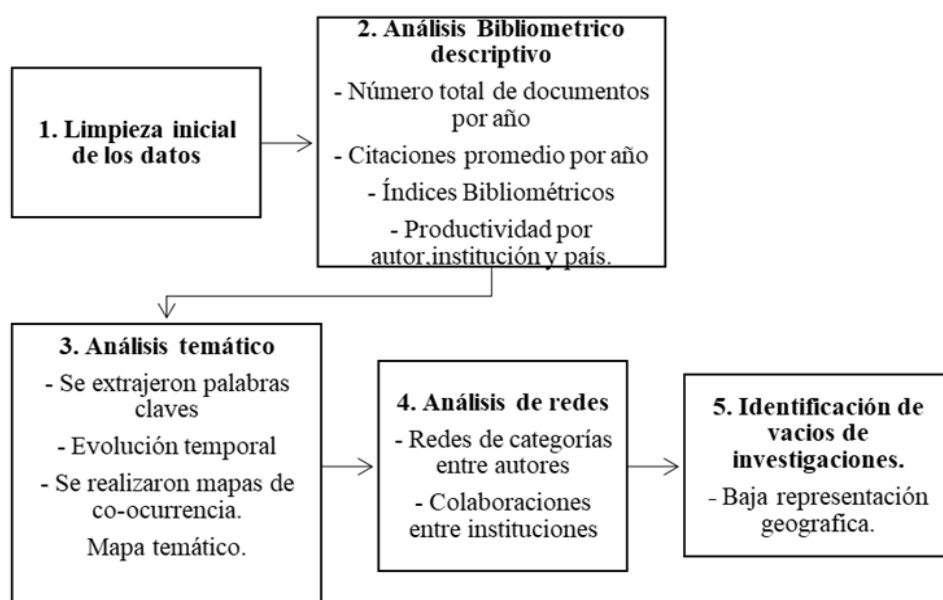 1. Limpieza inicial
de los datos
2. Análisis Bibliometrico
descriptivo
- Número total de documentos
por año
- Citaciones promedio por año
- Índices Bibliométricos
- Productividad por
autor,institución y país.
3. Análisis temático
- Se extrajeron palabras
claves
- Evolución temporal
- Se realizaron mapas de
co-ocurrencia.
Mapa temático.
4. Análisis de redes
- Redes de categorías
entre autores
- Colaboraciones
entre instituciones
5. Identificación de
vacios de
investigaciones.
- Baja representación
geografica.